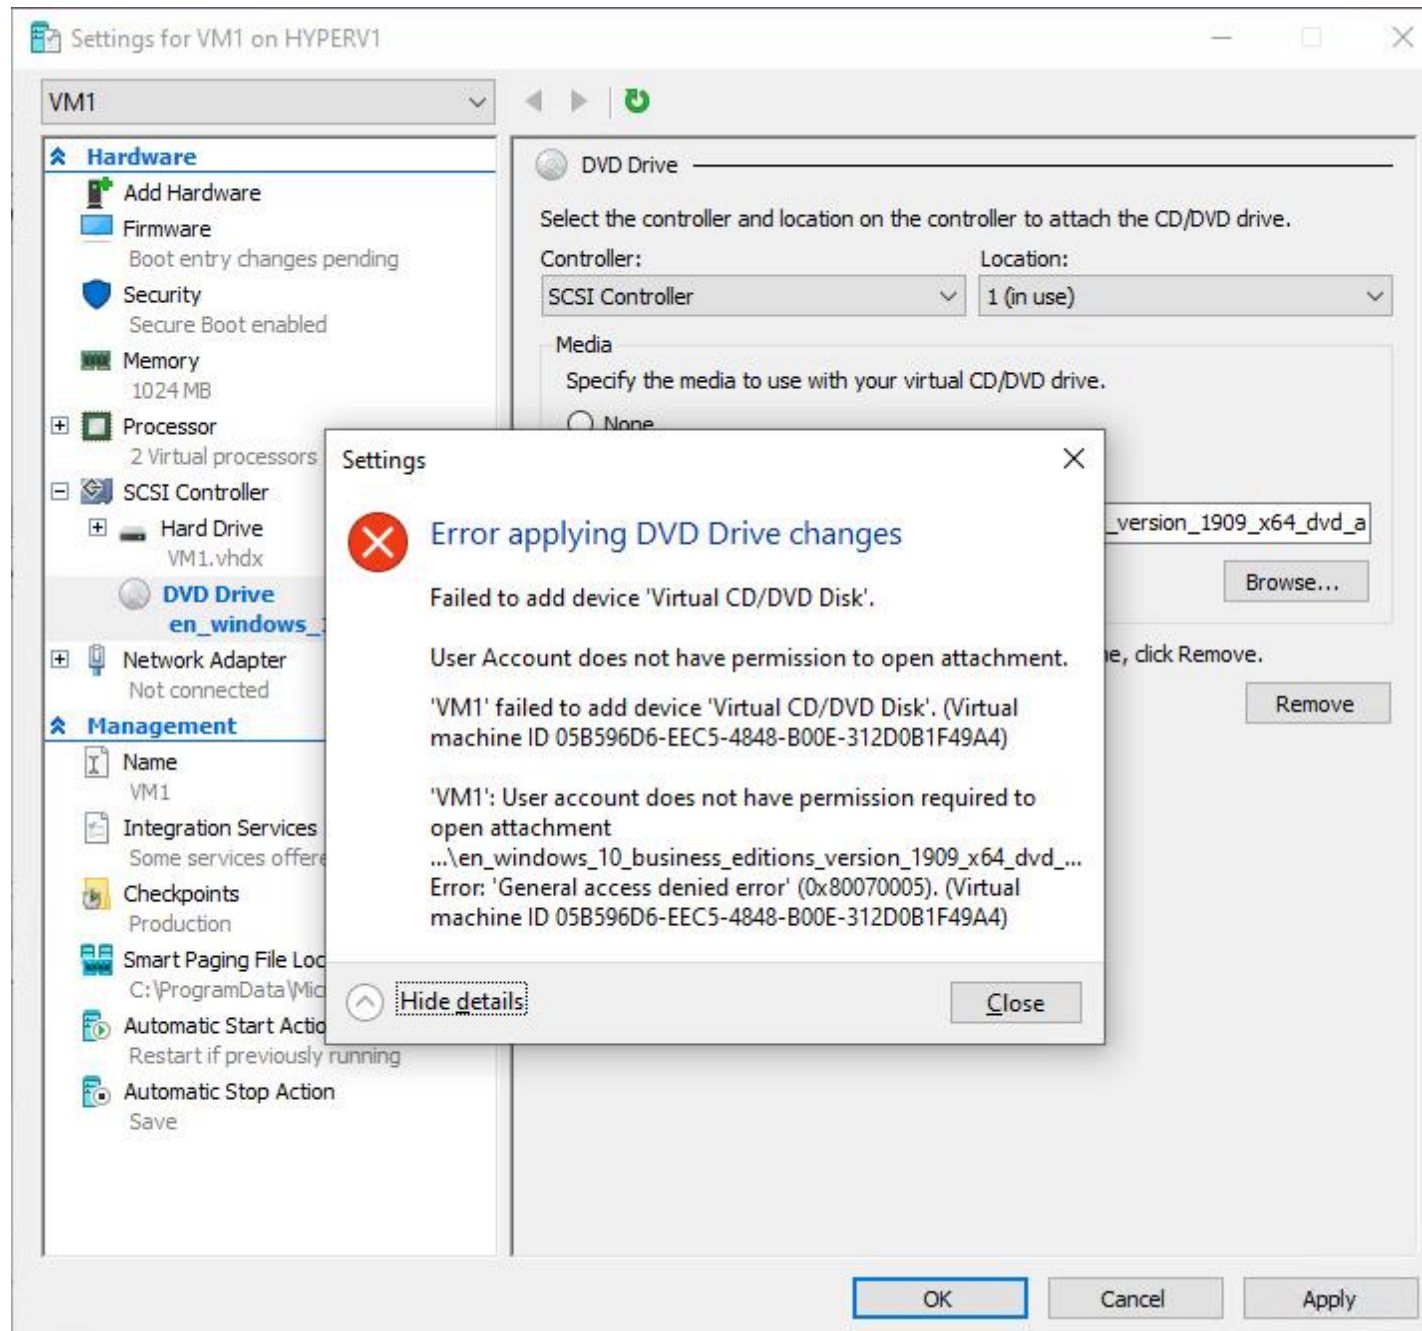 Settings for VM1 on HYPERV1
VM1
Hardware
Add Hardware
Firmware
Boot entry changes pending
Security
Secure Boot enabled
Memory
1024 MB
Processor
2 Virtual processors
SCSI Controller
Hard Drive
VM1.vhdx
DVD Drive
en_windows_
Network Adapter
Not connected
Management
Name
VM1
Integration Services
Some services offere
Checkpoints
Production
Smart Paging File Loc
C:\ProgramData\Mic
Automatic Start Actio
Restart if previously running
Automatic Stop Action
Save
DVD Drive
Select the controller and location on the controller to attach the CD/DVD drive.
Controller:
Location:
SCSI Controller
1 (in use)
Media
Specify the media to use with your virtual CD/DVD drive.
None
_version_1909_x64_dvd_a
Browse...
e, click Remove.
Remove
Settings
Error applying DVD Drive changes
Failed to add device 'Virtual CD/DVD Disk'.
User Account does not have permission to open attachment.
'VM1' failed to add device 'Virtual CD/DVD Disk'. (Virtual
machine ID 05B596D6-EEC5-4848-B00E-312D0B1F49A4)
'VM1': User account does not have permission required to
open attachment
...\en_windows_10_business_editions_version_1909_x64_dvd_...
Error: 'General access denied error' (0x80070005). (Virtual
machine ID 05B596D6-EEC5-4848-B00E-312D0B1F49A4)
Hide details
Close
OK
Cancel
Apply